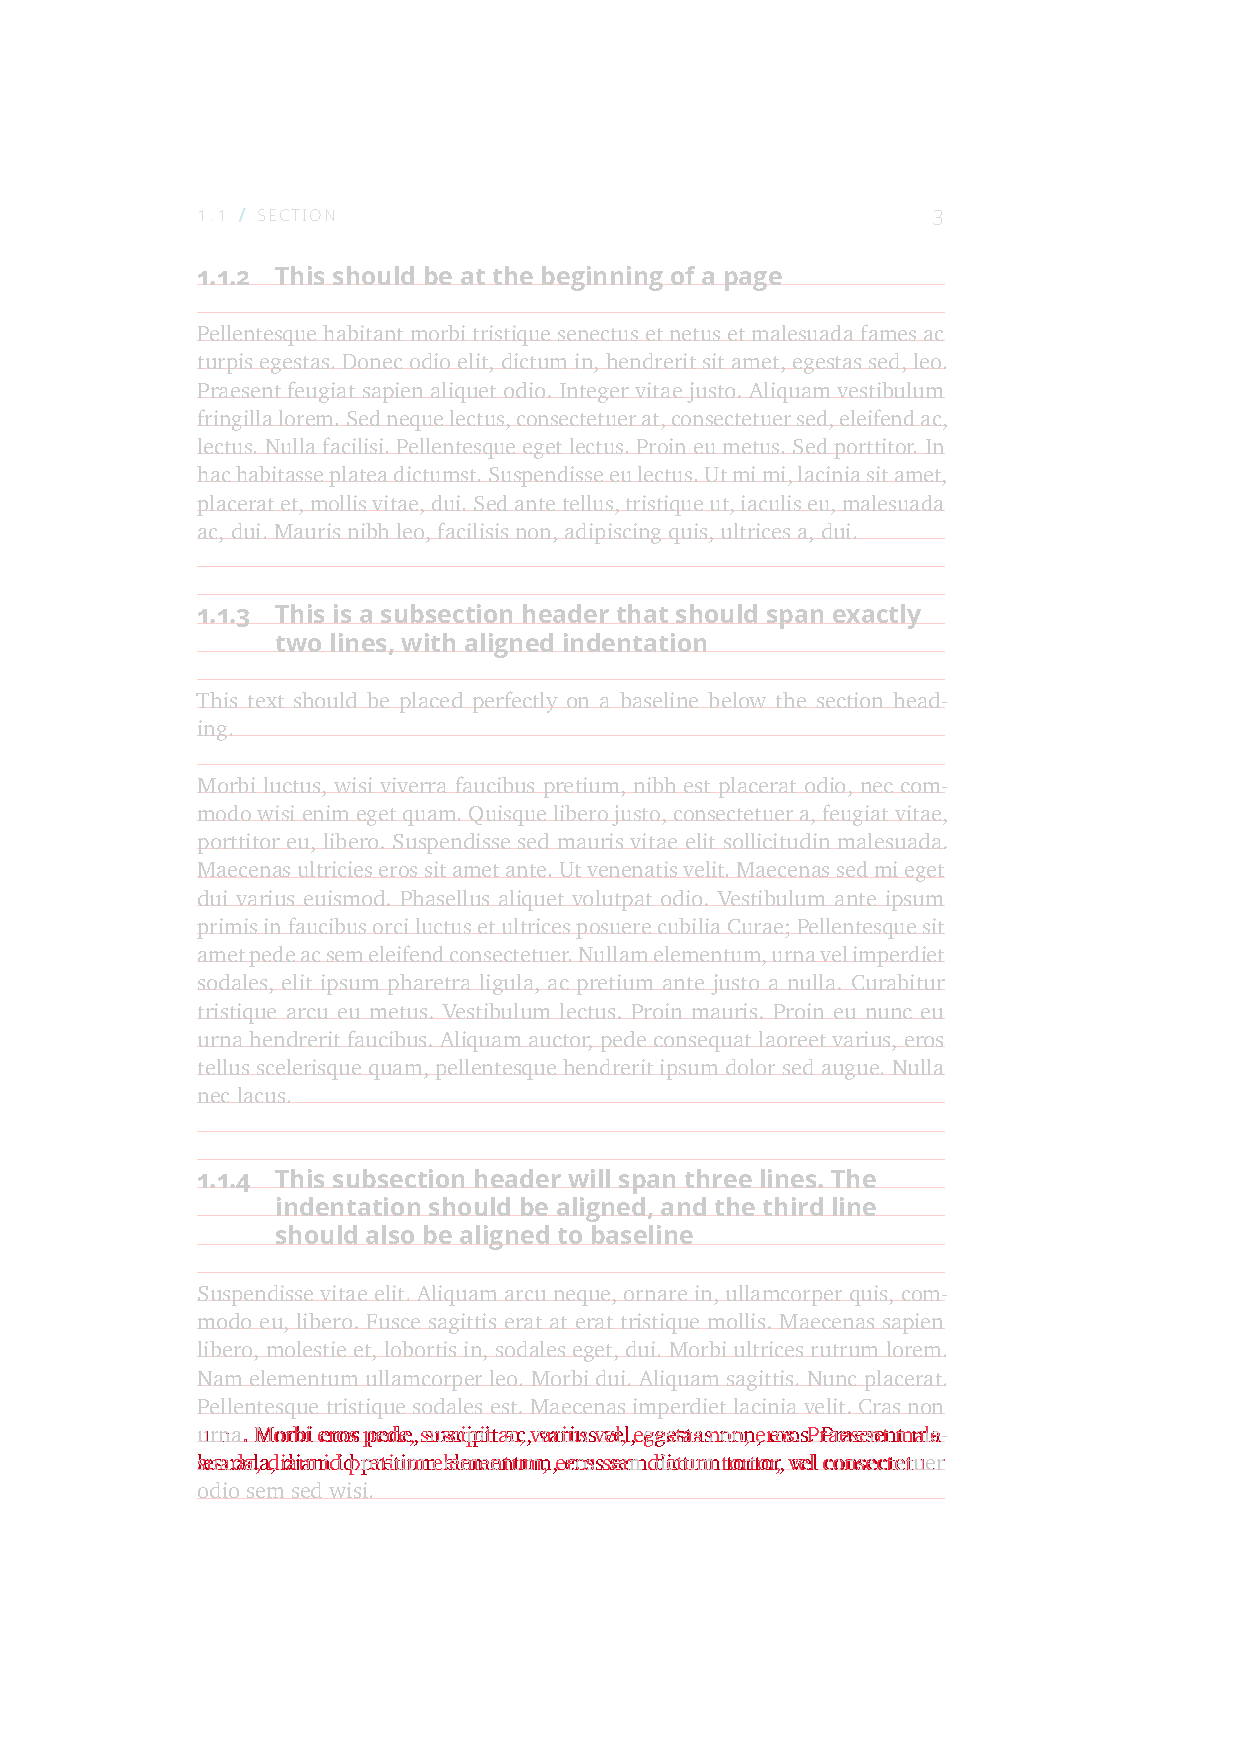 1.1 / SECTION 3
1.1.2 This should be at the beginning of a page
Pellentesque habitant morbi tristique senectus et netus et malesuada fames ac
turpis egestas. Donec odio elit, dictum in, hendrerit sit amet, egestas sed, leo.
Praesent feugiat sapien aliquet odio. Integer vitae justo. Aliquam vestibulum
fringilla lorem. Sed neque lectus, consectetuer at, consectetuer sed, eleifend ac,
lectus. Nulla facilisi. Pellentesque eget lectus. Proin eu metus. Sed porttitor. In
hac habitasse platea dictumst. Suspendisse eu lectus. Ut mi mi, lacinia sit amet,
placerat et, mollis vitae, dui. Sed ante tellus, tristique ut, iaculis eu, malesuada
ac, dui. Mauris nibh leo, facilisis non, adipiscing quis, ultrices a, dui.
1.1.3 This is a subsection header that should span exactly
two lines, with aligned indentation
This text should be placed perfectly on a baseline below the section head-
ing.
Morbi luctus, wisi viverra faucibus pretium, nibh est placerat odio, nec com-
modo wisi enim eget quam. Quisque libero justo, consectetuer a, feugiat vitae,
porttitor eu, libero. Suspendisse sed mauris vitae elit sollicitudin malesuada.
Maecenas ultricies eros sit amet ante. Ut venenatis velit. Maecenas sed mi eget
dui varius euismod. Phasellus aliquet volutpat odio. Vestibulum ante ipsum
primis in faucibus orci luctus et ultrices posuere cubilia Curae; Pellentesque sit
amet pede ac sem eleifend consectetuer. Nullam elementum, urna vel imperdiet
sodales, elit ipsum pharetra ligula, ac pretium ante justo a nulla. Curabitur
tristique arcu eu metus. Vestibulum lectus. Proin mauris. Proin eu nunc eu
urna hendrerit faucibus. Aliquam auctor, pede consequat laoreet varius, eros
tellus scelerisque quam, pellentesque hendrerit ipsum dolor sed augue. Nulla
nec lacus.
1.1.4 This subsection header will span three lines. The
indentation should be aligned, and the third line
should also be aligned to baseline
Suspendisse vitae elit. Aliquam arcu neque, ornare in, ullamcorper quis, com-
modo eu, libero. Fusce sagittis erat at erat tristique mollis. Maecenas sapien
libero, molestie et, lobortis in, sodales eget, dui. Morbi ultrices rutrum lorem.
Nam elementum ullamcorper leo. Morbi dui. Aliquam sagittis. Nunc placerat.
Pellentesque tristique sodales est. Maecenas imperdiet lacinia velit. Cras non
urna. Morbi eros pede, suscipit ac, varius vel, egestas non, eros. Praesent
diam id pretium elementum, eros sem dictum tortor, vel
odio sem sed wisi.